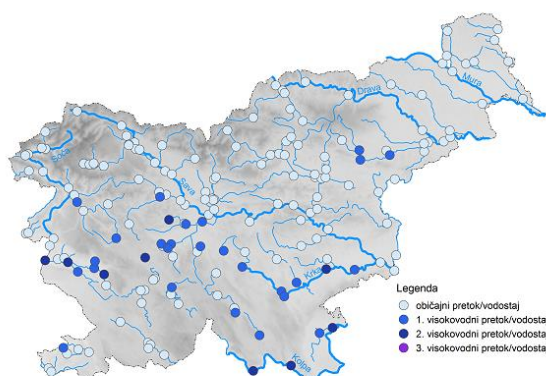 Mura
Drava
Soča
Sava
Krka
Kolpa
Legenda
običajni pretok/vodostaj
1. visokovodni pretok/vodosta
2. visokovodni pretok/vodosta
3. visokovodni pretok/vodosta